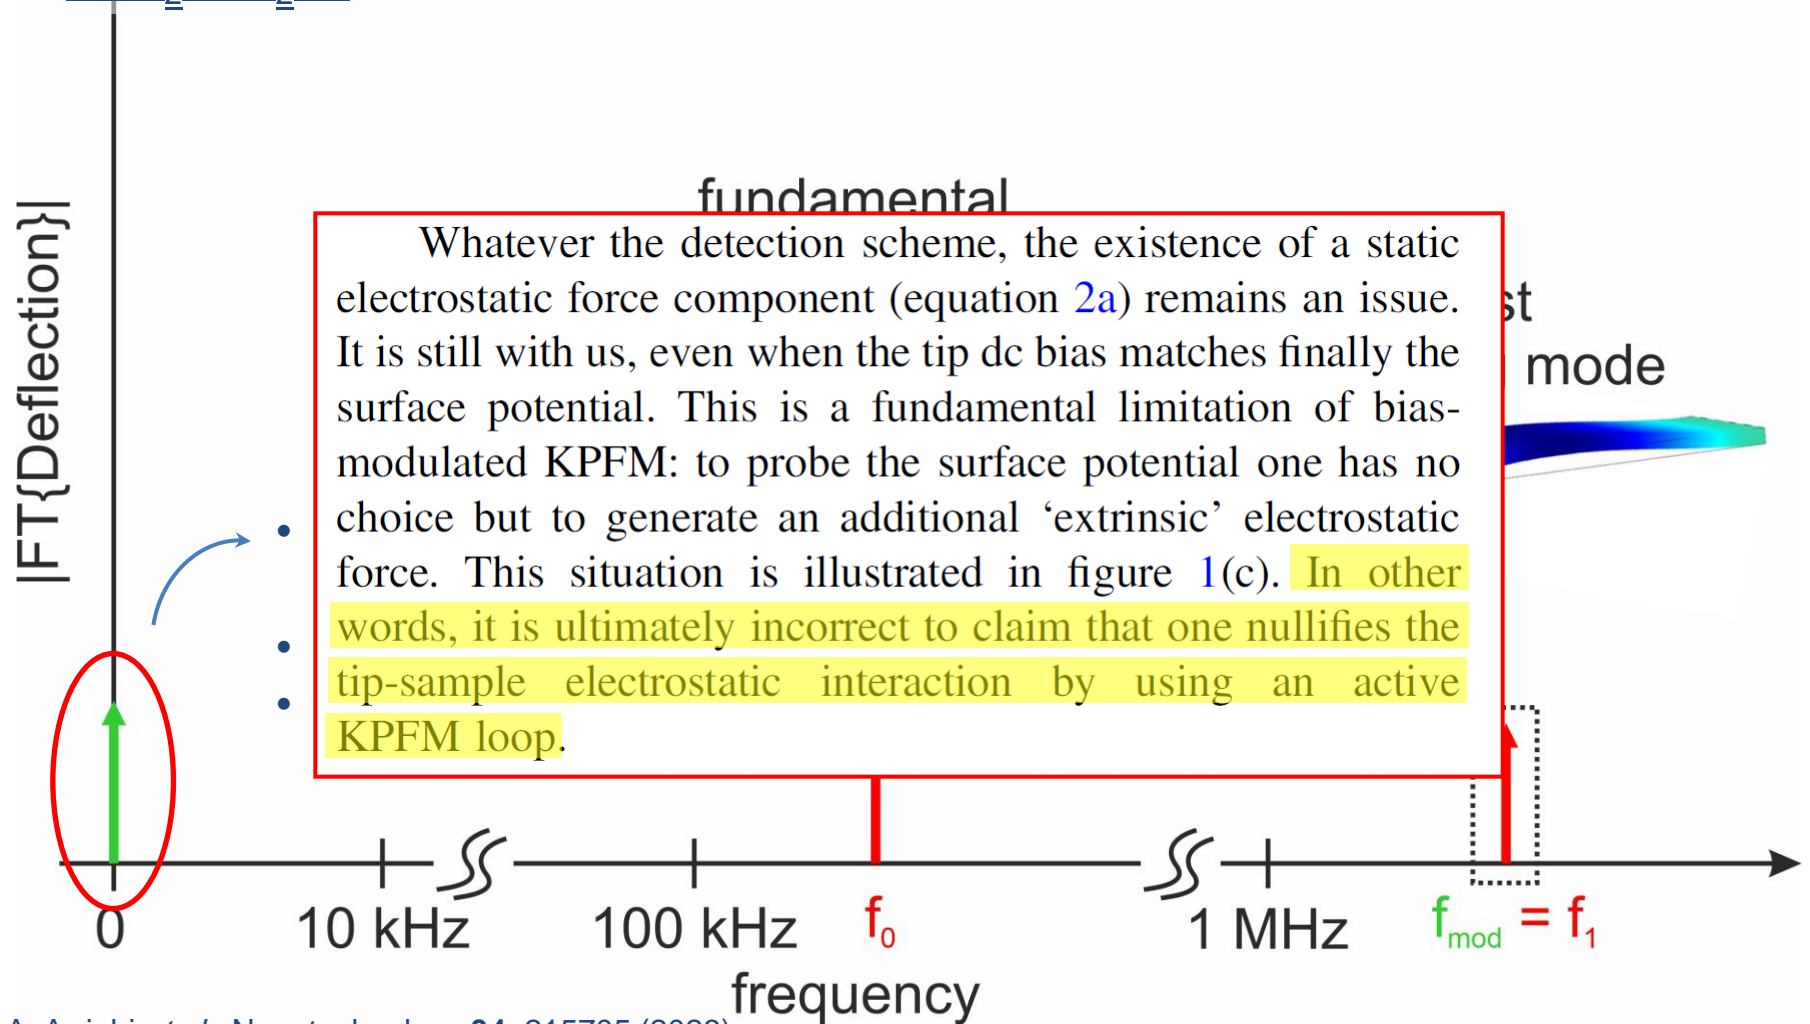 fundamental
Whatever the detection scheme, the existence of a static
electrostatic force component (equation 2a) remains an issue.
It is still with us, even when the tip dc bias matches finally the
surface potential. This is a fundamental limitation of bias-
modulated KPFM: to probe the surface potential one has no
choice but to generate an additional ‘extrinsic’ electrostatic
force. This situation is illustrated in figure 1(c). In other
words, it is ultimately incorrect to claim that one nullifies the
tip-sample electrostatic interaction by using an active
KPFM loop.
st
mode
|FT{Deflection}|
0
10 kHz
100 kHz
f0
1 MHz
fmod = f1
frequency